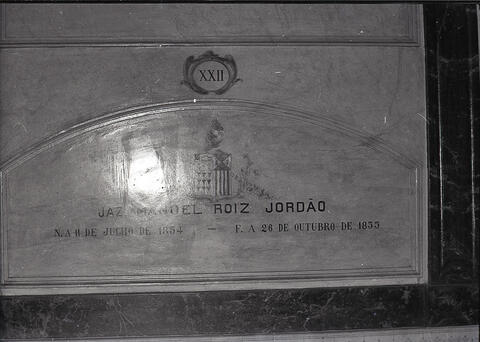 XXII
JAZ MANOEL ROIZ JORDÃO
N. A 11 DE JULHO DE 1854 — F. A 26 DE OUTUBRO DE 1855